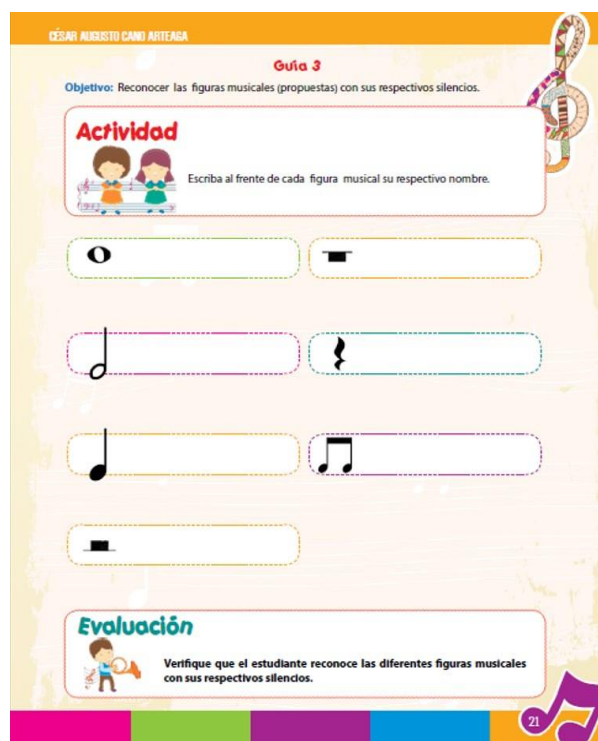 CÉSAR AUGUSTO CANO ARTEAGA
Guía 3
Objetivo: Reconocer las figuras musicales (propuestas) con sus respectivos silencios.
Actividad
Escriba al frente de cada figura musical su respectivo nombre.
Evaluación
Verifique que el estudiante reconoce las diferentes figuras musicales
con sus respectivos silencios.
21